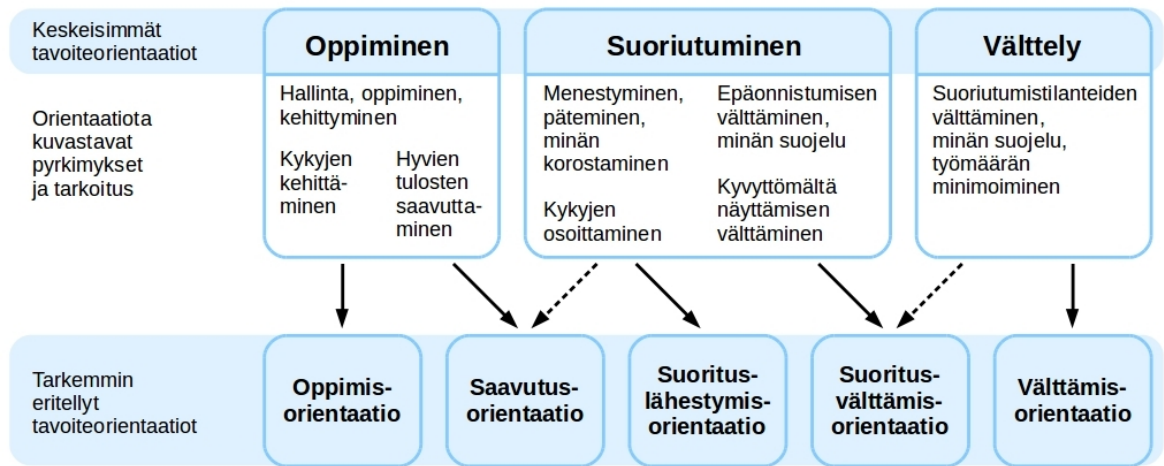 Keskeisimmät
tavoiteorientaatiot
Oppiminen
Suoriutuminen
Välttely
Orientaatiota
kuvastavat
pyrkimykset
ja tarkoitus
Hallinta, oppiminen,
kehittyminen
Kykyjen
kehittä-
minen
Hyvien
tulosten
saavutta-
minen
Menestyminen,
päteminen,
minän
korostaminen
Kykyjen
osoittaminen
Epäonnistumisen
välttäminen,
minän suojelu
Kyvyttömältä
näyttämisen
välttäminen
Suoriutumistilanteiden
välttäminen,
minän suojelu,
työmäärän
minimoiminen
Tarkemmin
eritellyt
tavoiteorientaatiot
Oppimis-
orientaatio
Saavutus-
orientaatio
Suoritus-
lähestymis-
orientaatio
Suoritus-
välttämis-
orientaatio
Välttämis-
orientaatio